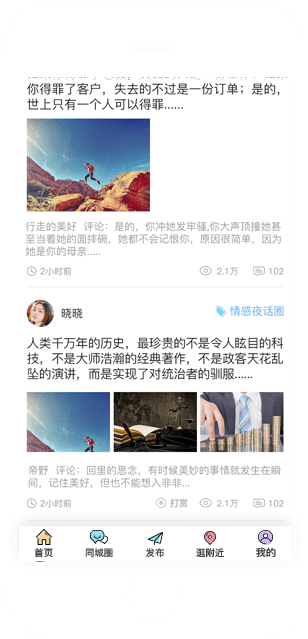 你得罪了客户，失去的不过是一份订单；是的，
世上只有一个人可以得罪......
行走的美好 评论：是的，你冲她发牢骚,你大声顶撞她甚
至当着她的面摔碗，她都不会记恨你，原因很简单，因为
她是你的母亲.....
2小时前 2.1万 102
晓晓 情感夜话圈
人类千万年的历史，最珍贵的不是令人眩目的科
技，不是大师浩瀚的经典著作，不是政客天花乱
坠的演讲，而是实现了对统治者的驯服......
帝野 评论：回里的思念，有时候美妙的事情就发生在瞬
间，记住美好，但也不能想入非非...
2小时前 打赏 2.1万 102
首页 同城圈 发布 逛附近 我的